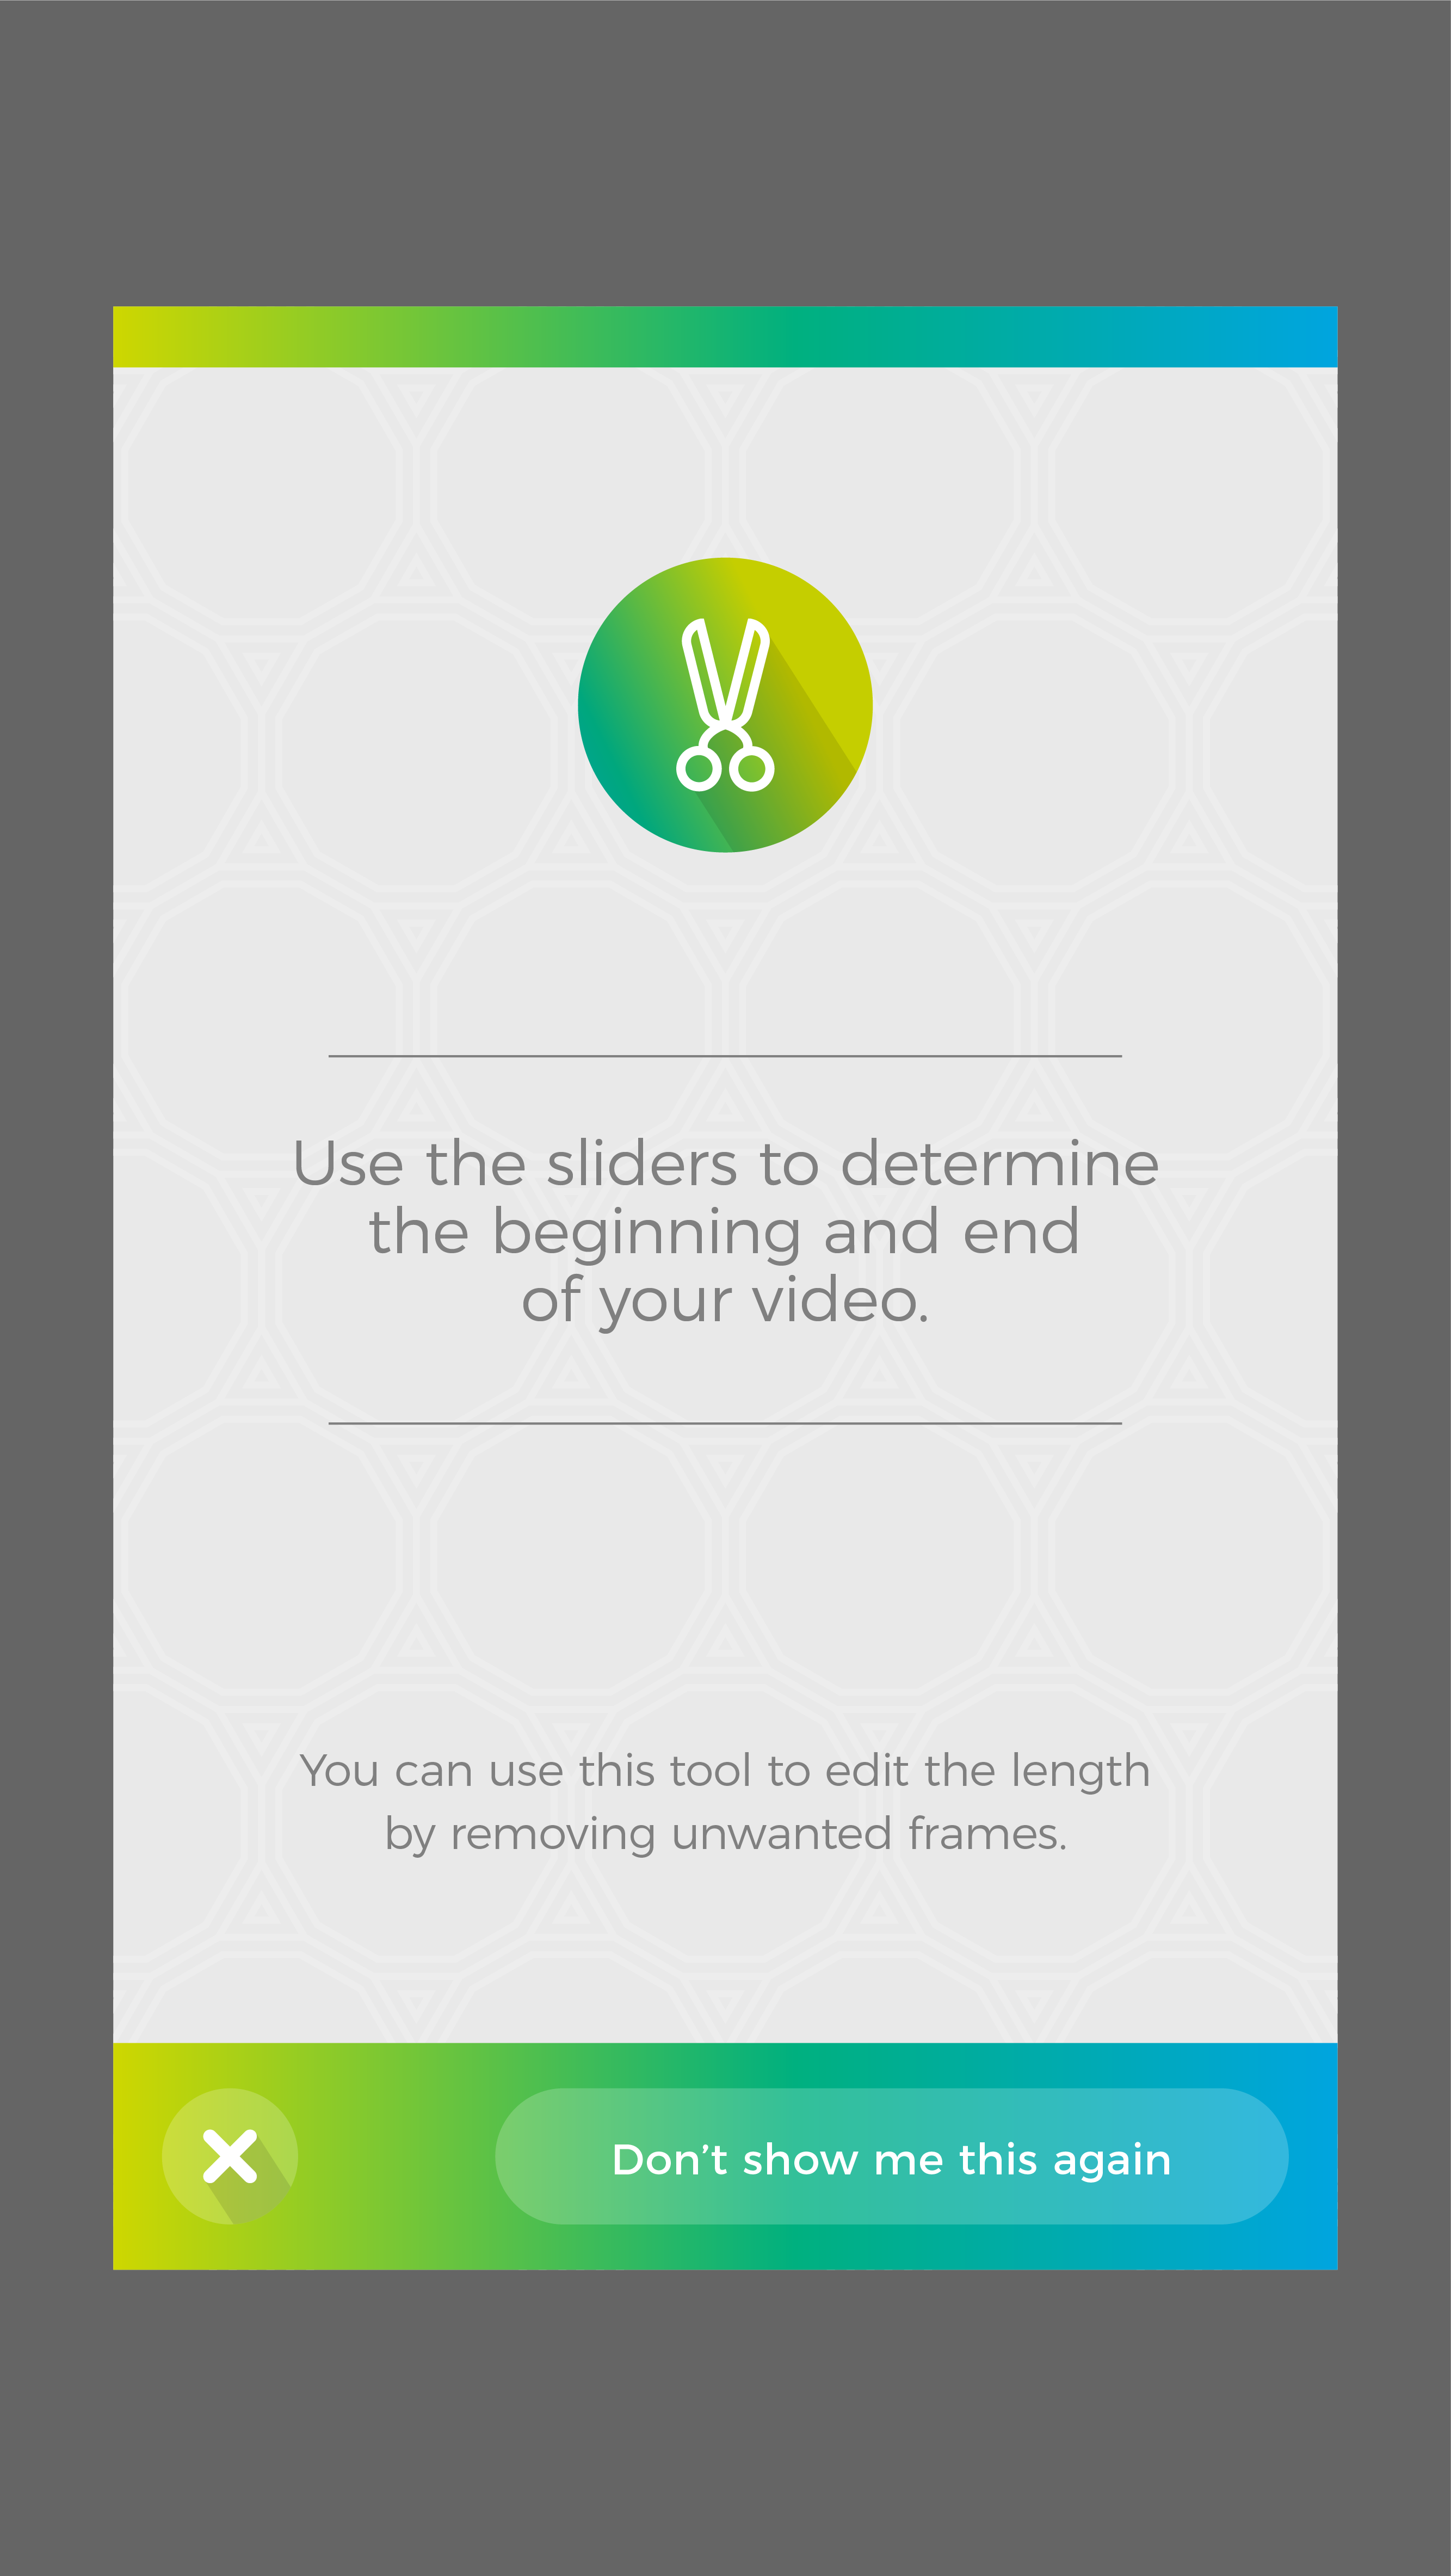 Use the sliders to determine
the beginning and end
of your video.
You can use this tool to edit the length
by removing unwanted frames.
Don’t show me this again